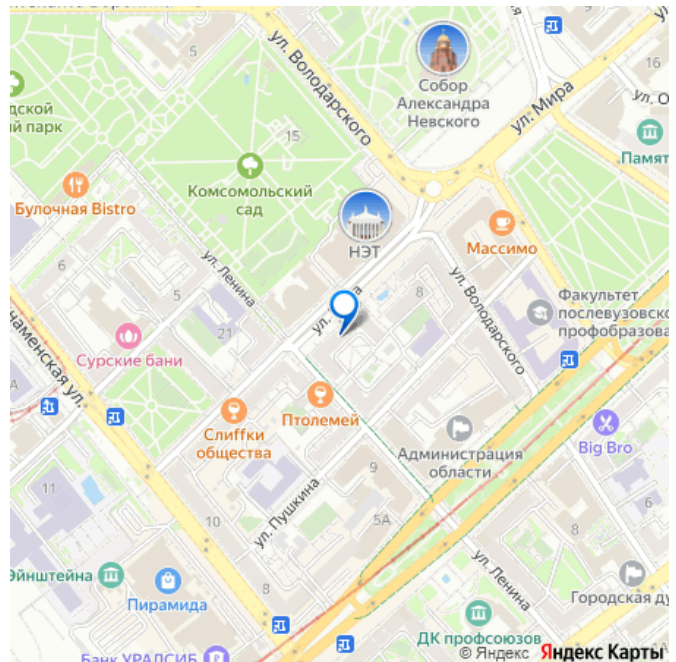 5
Собор
Александра
Невского
ул. Володарского
16
ул. Мира
ул. О
Памят
дской
й парк
15
Комсомольский
сад
Булочная Bistro
НЭТ
Массимо
6
ул. Ленина
5
ул.
8
ул. Володарского
Факультет
послевузовско
профобразова
21
Сурские бани
наменская ул.
А
Птолемей
Слиffки
общества
Администрация
области
Big Bro
9
11
ул. Пушкина
5А
10
6
8
Эйнштейна
8
ул. Ленина
Пирамида
Городская ду
ДК профсоюзов
Банк УРАЛСИБ
© Яндекс Яндекс Карты